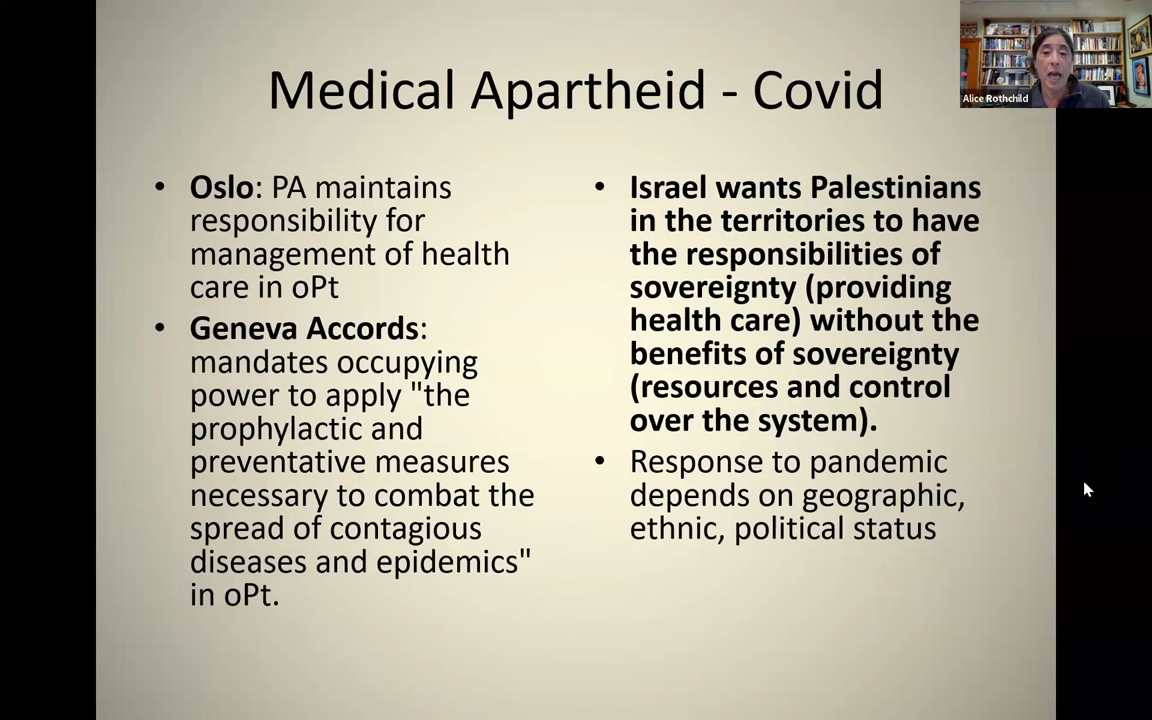 Medical Apartheid - Covid
Alice Rothchild
• Oslo: PA maintains
responsibility for
management of health
care in oPt
• Geneva Accords:
mandates occupying
power to apply "the
prophylactic and
preventative measures
necessary to combat the
spread of contagious
diseases and epidemics"
in oPt.
• Israel wants Palestinians
in the territories to have
the responsibilities of
sovereignty (providing
health care) without the
benefits of sovereignty
(resources and control
over the system).
• Response to pandemic
depends on geographic,
ethnic, political status